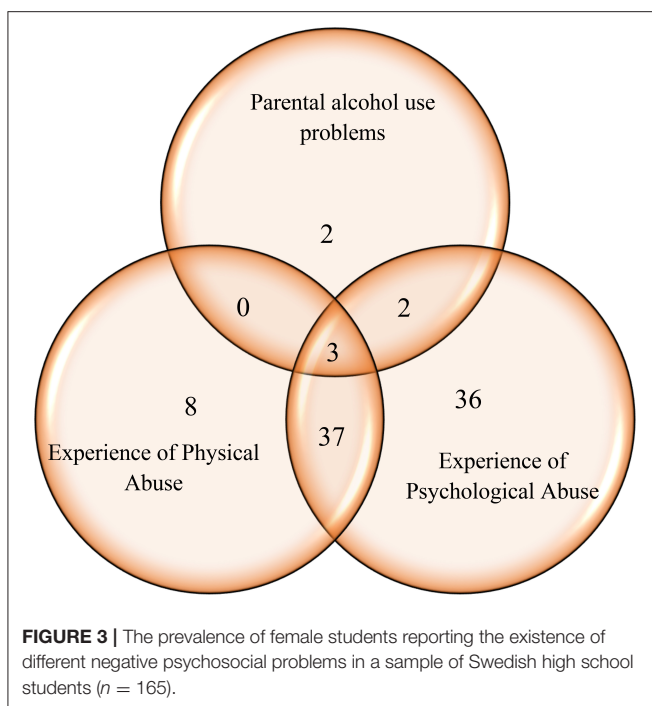 Parental alcohol use
problems
2
0
2
3
8
36
37
Experience of Physical
Abuse
Experience of
Psychological Abuse
FIGURE 3 | The prevalence of female students reporting the existence of
different negative psychosocial problems in a sample of Swedish high school
students (n = 165).